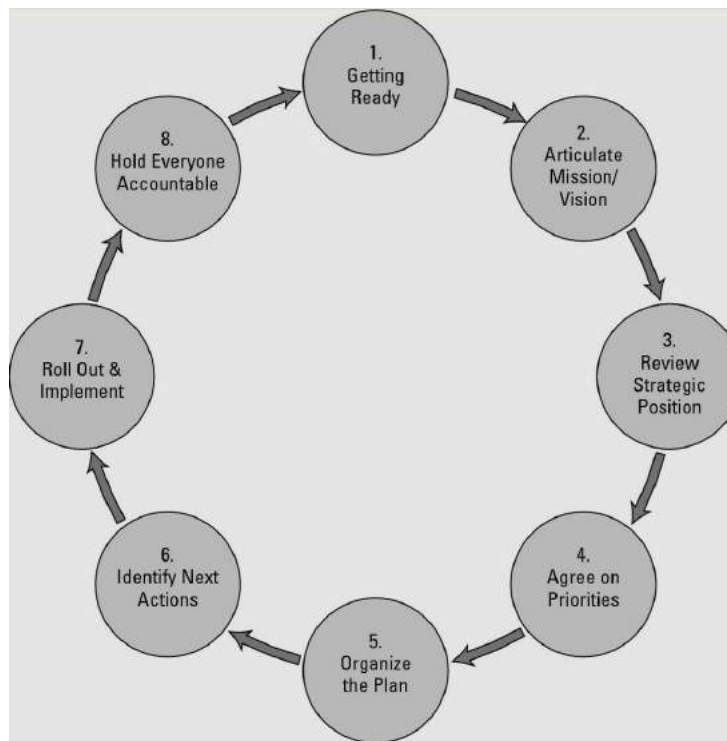 1.
Getting
Ready
2.
Articulate
Mission/
Vision
3.
Review
Strategic
Position
4.
Agree on
Priorities
5.
Organize
the Plan
6.
Identify Next
Actions
7.
Roll Out &
Implement
8.
Hold Everyone
Accountable